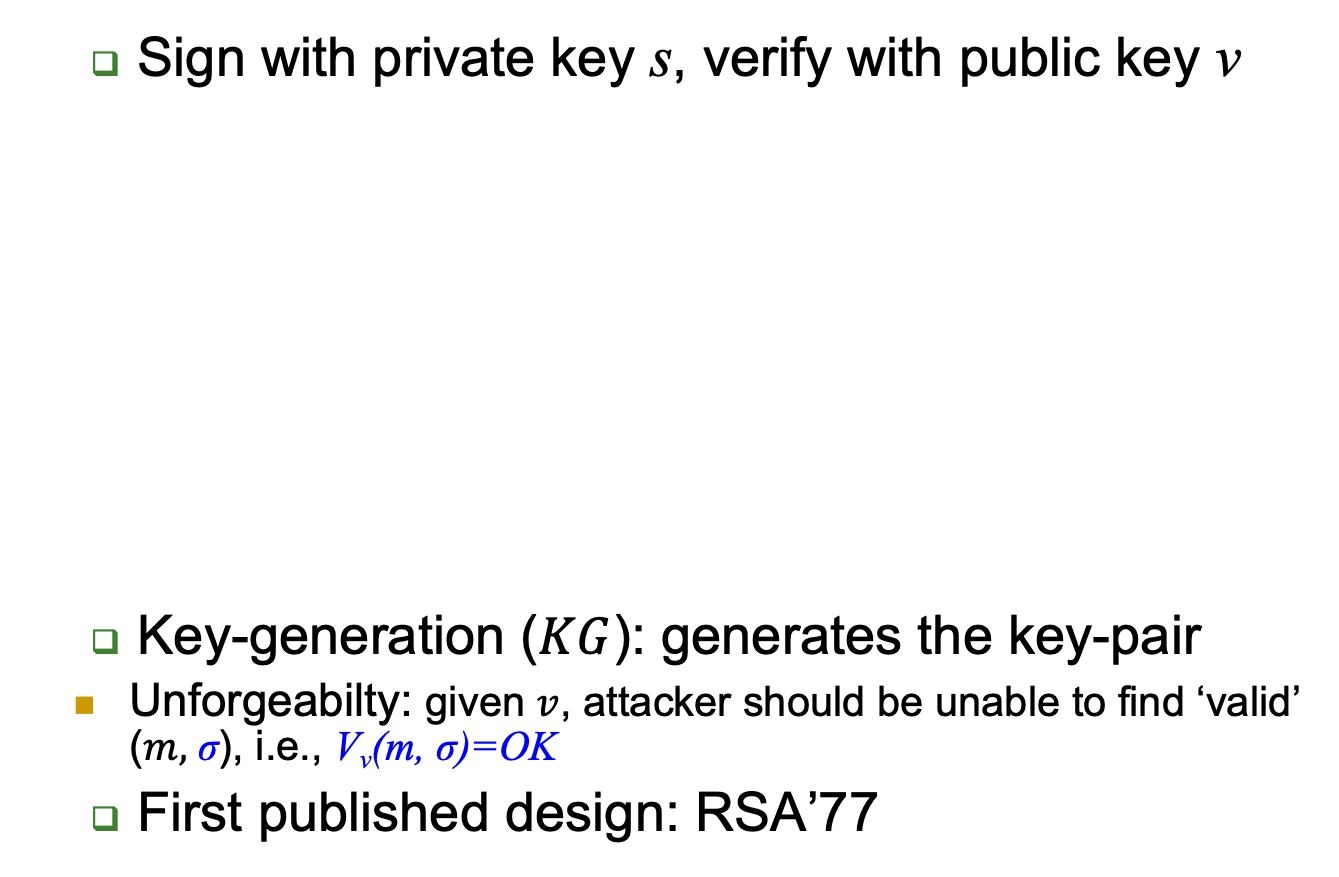 Sign with private key s, verify with public key v
Key-generation (KG): generates the key-pair
Unforgeabilty: given v, attacker should be unable to find ‘valid’
(m, σ), i.e., Vᵥ(m, σ)=OK
First published design: RSA’77